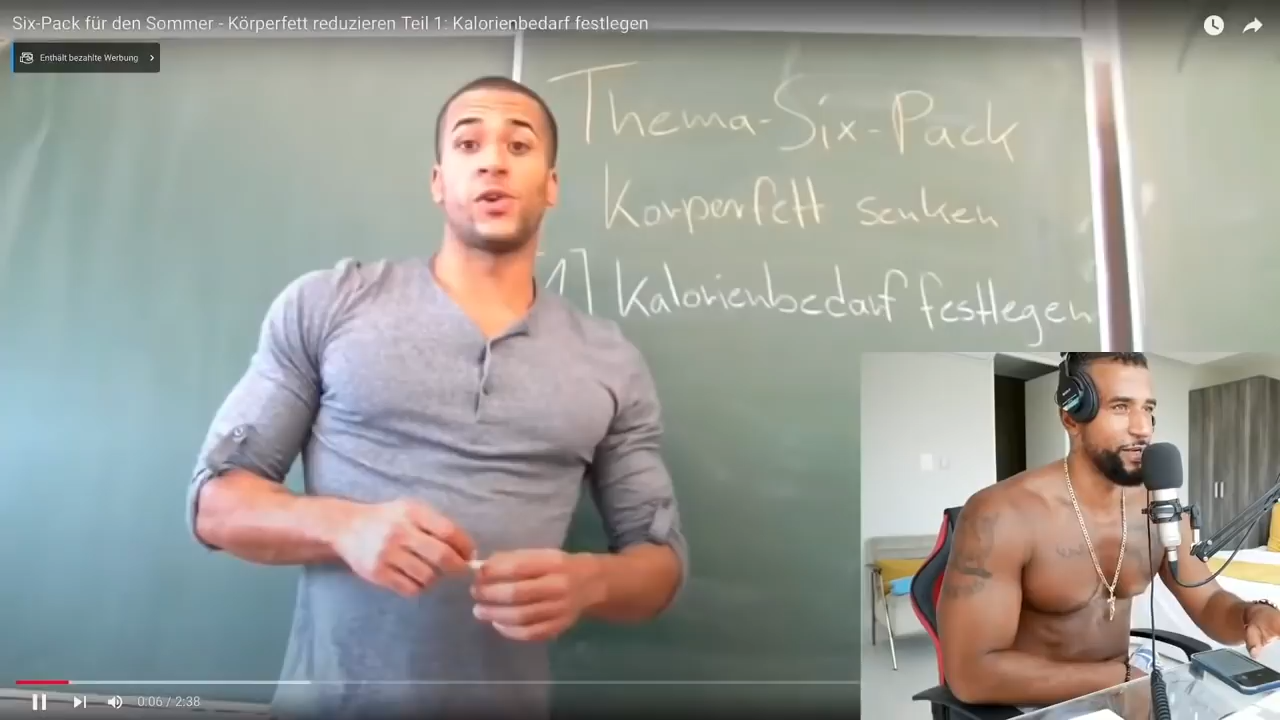 Six-Pack für den Sommer - Körperfett reduzieren Teil 1: Kalorienbedarf festlegen
Enthält bezahlte Werbung
Thema-Six-Pack
Körperfett senken
1] Kalorienbedarf festlegen
0:06 / 2:38